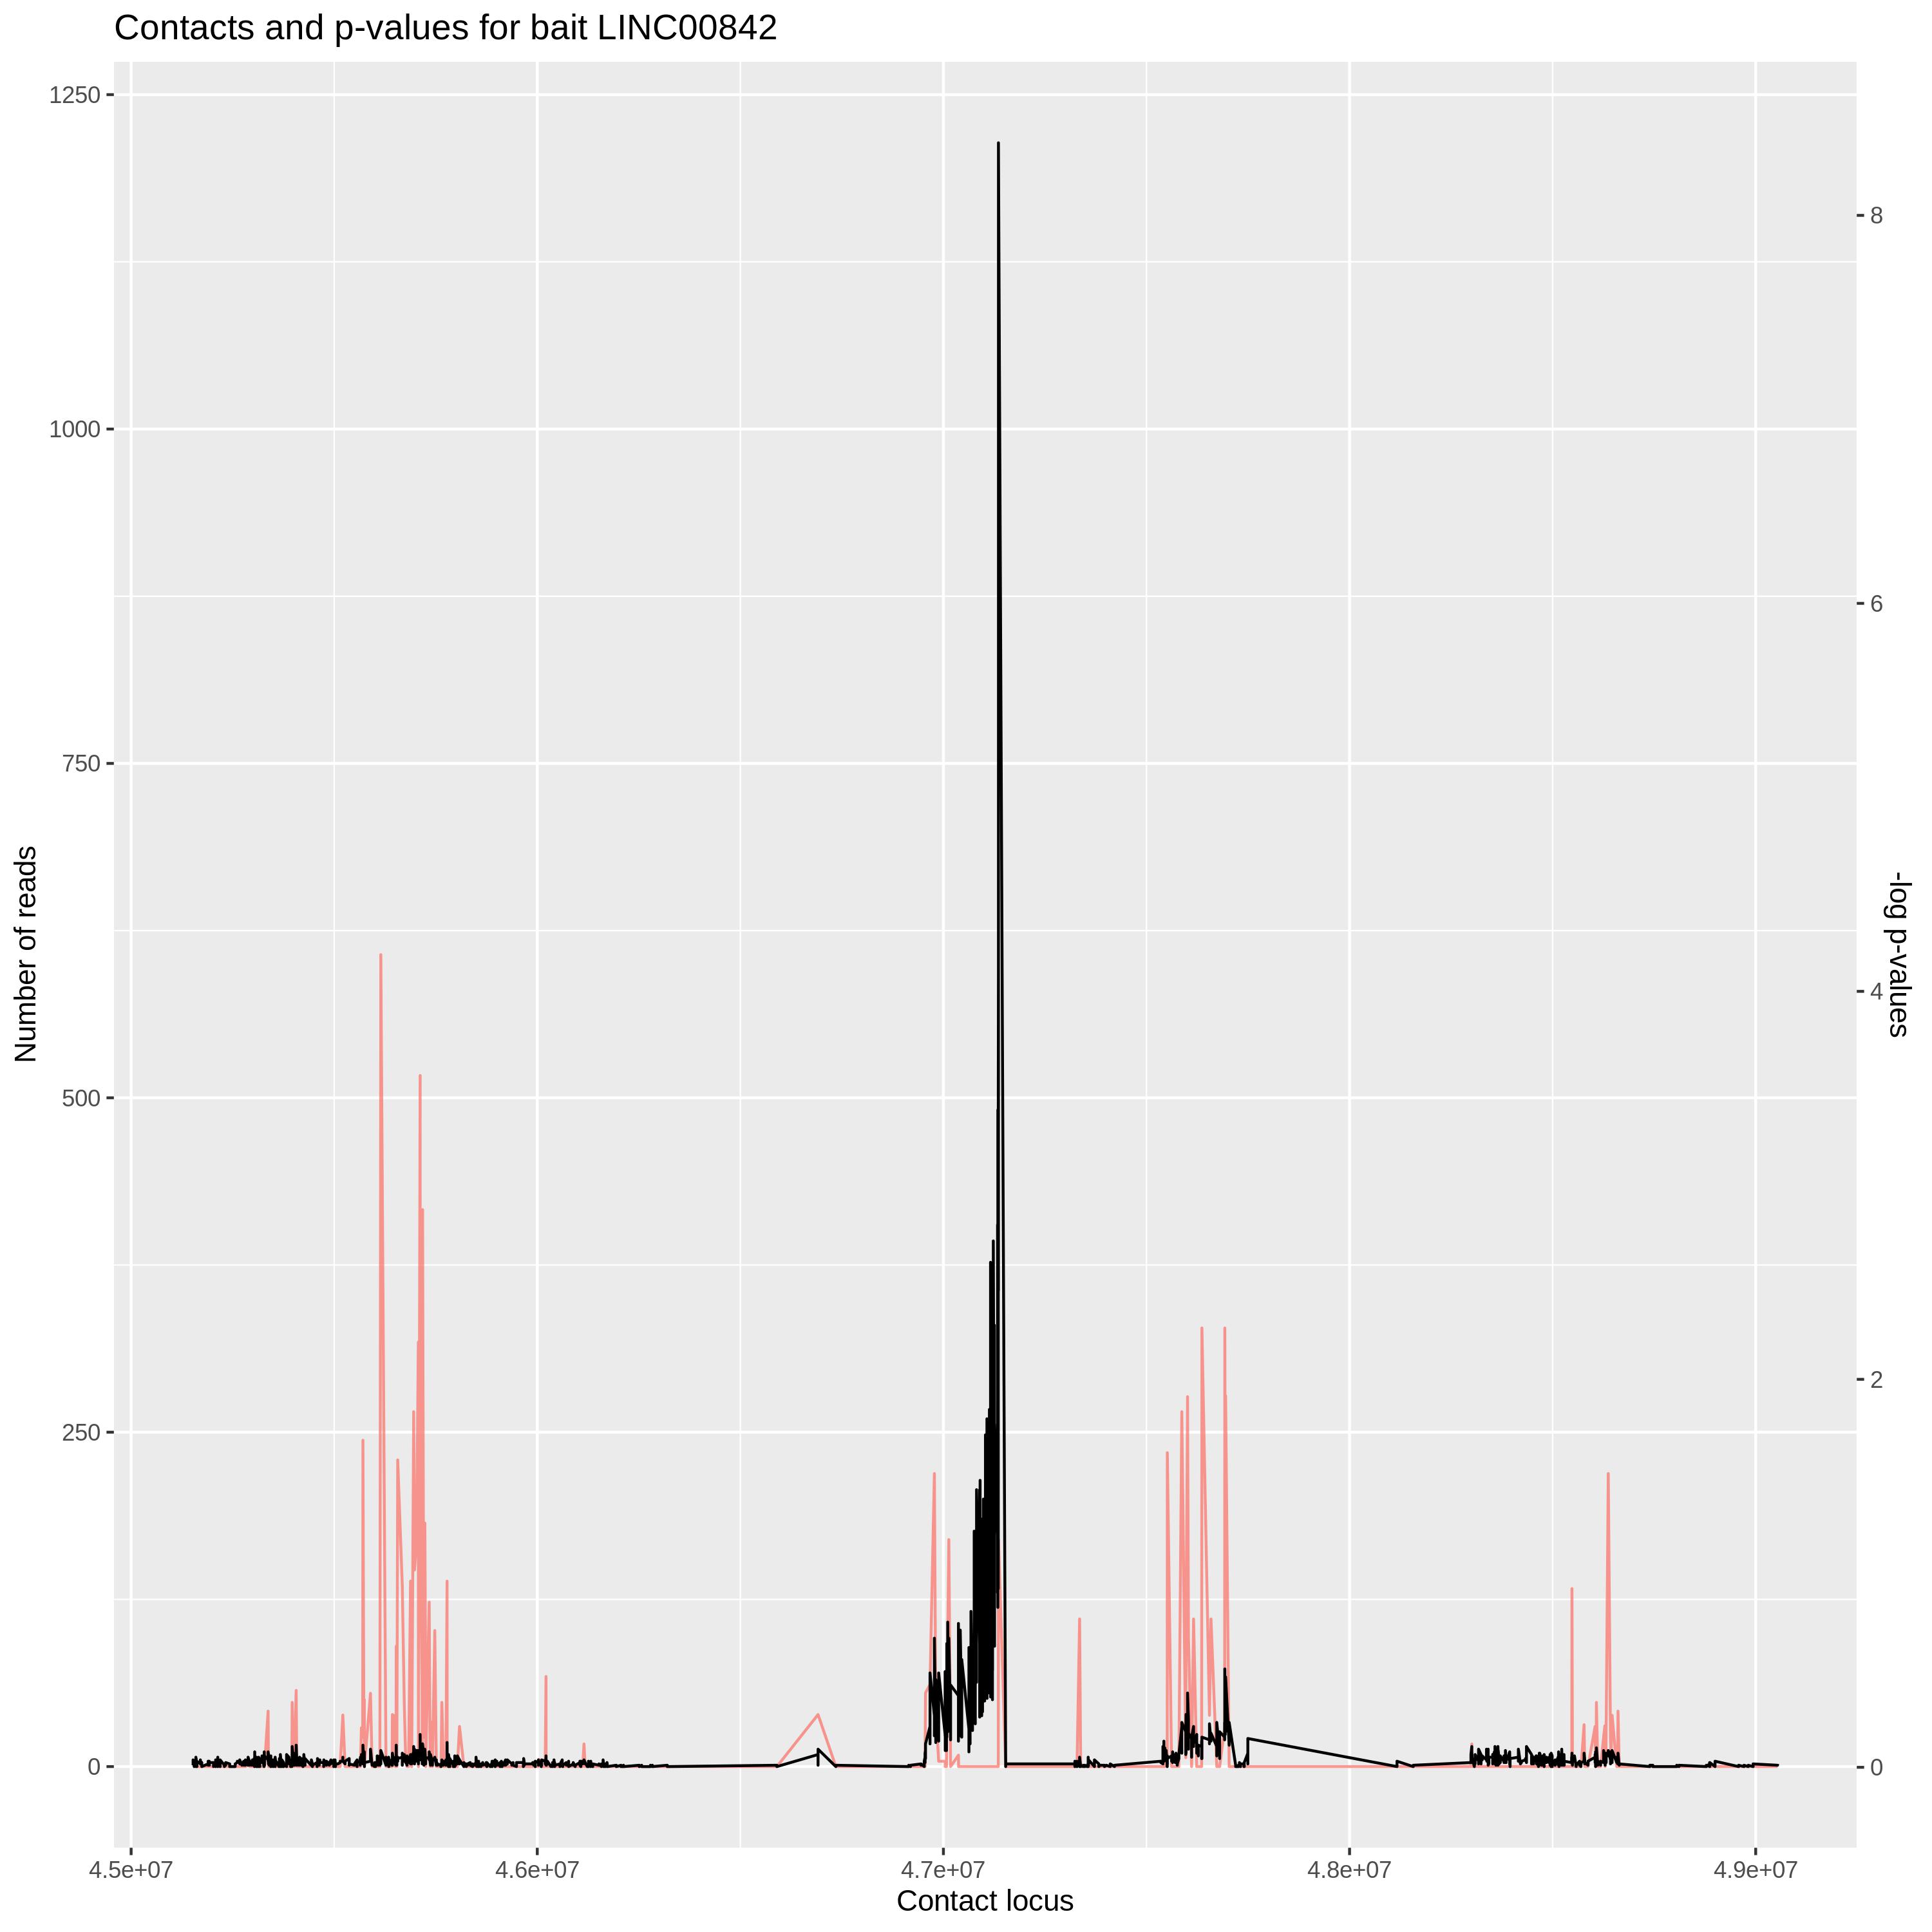 Contacts and p-values for bait LINC00842
1250
1000
750
500
250
0
Number of reads
8
6
4
2
0
-log p-values
4.5e+07
4.6e+07
4.7e+07
4.8e+07
4.9e+07
Contact locus